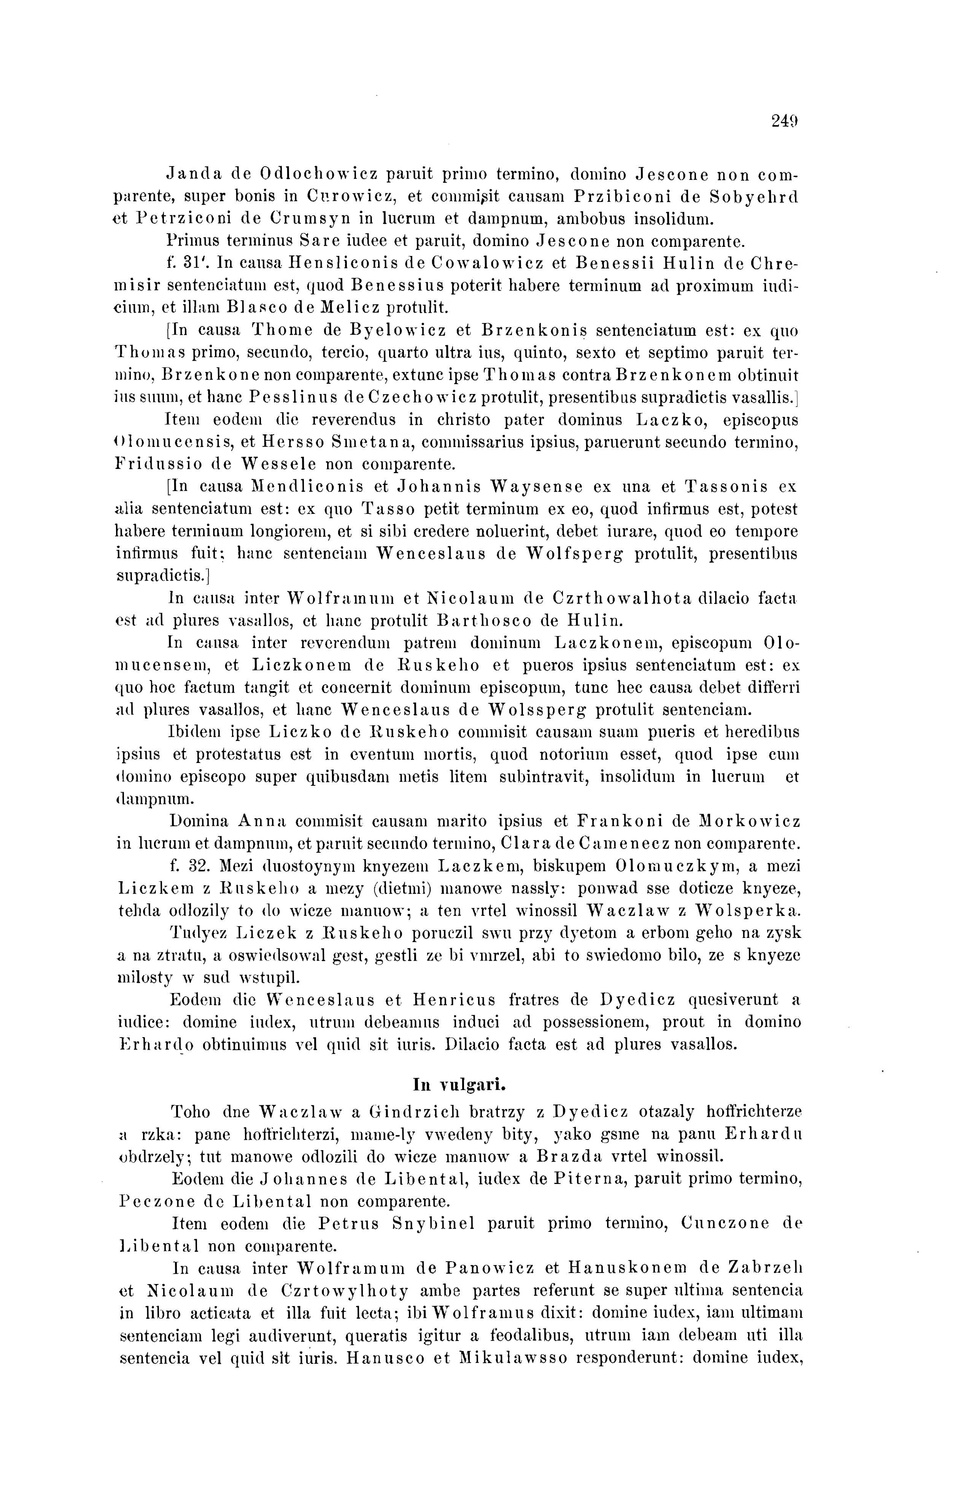 249
Janda de Odlochowicz paruit primo termino, domino Jescone non com-
parente, super bonis in Curowicz, et commisit causam Przibiconi de Sobyehrd
et Petrziconi de Crumsyn in lucrum et dampnum, ambobus insolidum.
Primus terminus Sare iudee et paruit, domino Jescone non comparente.
f. 31'. In causa Hensliconis de Cowalowicz et Benessii Hulin de Chre-
misir sentenciatum est, quod Benessius poterit habere terminum ad proximum iudi-
cium, et illam Blasco de Melicz protulit.
[In causa Thome de Byelowicz et Brzenkonis sentenciatum est: ex quo
Thomas primo, secundo, tercio, quarto ultra ius, quinto, sexto et septimo paruit ter-
mino, Brzenkone non comparente, extunc ipse Thomas contra Brzenkonem obtinuit
ius suum, et hanc Pesslinus de Czechowicz protulit, presentibus supradictis vasallis.]
Item eodem die reverendus in christo pater dominus Laczko, episcopus
Olomucensis, et Hersso Smetana, commissarius ipsius, paruerunt secundo termino,
Fridussio de Wessele non comparente.
[In causa Mendliconis et Johannis Waysense ex una et Tassonis ex
alia sentenciatum est: ex quo Tasso petit terminum ex eo, quod infirmus est, potest
habere terminum longiorem, et si sibi credere noluerint, debet iurare, quod eo tempore
infirmus fuit; hanc sentenciam Wenceslaus de Wolfsperg protulit, presentibus
supradictis.]
In causa inter Wolframum et Nicolaum de Czrthowalhota dilacio facta
est ad plures vasallos, et hanc protulit Barthosco de Hulin.
In causa inter reverendum patrem dominum Laczkonem, episcopum Olo-
mucensem, et Liczkonem de Ruskeho et pueros ipsius sentenciatum est: ex
quo hoc factum tangit et concernit dominum episcopum, tunc hec causa debet differri
ad plures vasallos, et hanc Wenceslaus de Wolssperg protulit sentenciam.
Ibidem ipse Liczko de Ruskeho commisit causam suam pueris et heredibus
ipsius et protestatus est in eventum mortis, quod notorium esset, quod ipse cum
domino episcopo super quibusdam metis litem subintravit, insolidum in lucrum et
dampnum.
Domina Anna commisit causam marito ipsius et Frankoni de Morkowicz
in lucrum et dampnum, et paruit secundo termino, Clara de Camenecz non comparente.
f. 32. Mezi duostoynym knyezem Laczkem, biskupem Olomuczkym, a mezi
Liczkem z Ruskeho a mezy (dietmi) manowe nassly: ponwad sse doticze knyeze,
tehda odlozily to do wicze manuow; a ten vrtel winossil Waczlaw z Wolsperka.
Tudyez Liczek z Ruskeho poruczil swu przy dyetom a erbom geho na zysk
a na ztratu, a oswiedsowal gest, gestli ze bi vmrzel, abi to swiedomo bilo, ze s knyeze
milosty w sud wstupil.
Eodem die Wenceslaus et Henricus fratres de Dyedicz quesiverunt a
iudice: domine iudex, utrum debeamus induci ad possessionem, prout in domino
Erhardo obtinuimus vel quid sit iuris. Dilacio facta est ad plures vasallos.
In vulgari.
Toho dne Waczlaw a Gindrzich bratrzy z Dyedicz otazaly hoffrichterze
a rzka: pane hoffrichterzi, mame-ly vwedeny bity, yako gsme na panu Erhardu
obdrzely; tut manowe odlozili do wicze manuow a Brazda vrtel winossil.
Eodem die Johannes de Libental, iudex de Piterna, paruit primo termino,
Peczone de Libental non comparente.
Item eodem die Petrus Snybinel paruit primo termino, Cunczone de
Libental non comparente.
In causa inter Wolframum de Panowicz et Hanuskonem de Zabrzeh
et Nicolaum de Czrtowylhoty ambe partes referunt se super ultima sentencia
in libro acticata et illa fuit lecta; ibi Wolframus dixit: domine iudex, iam ultimam
sentenciam legi audiverunt, queratis igitur a feodalibus, utrum iam debeam uti illa
sentencia vel quid sit iuris. Hanusco et Mikulawsso responderunt: domine iudex,